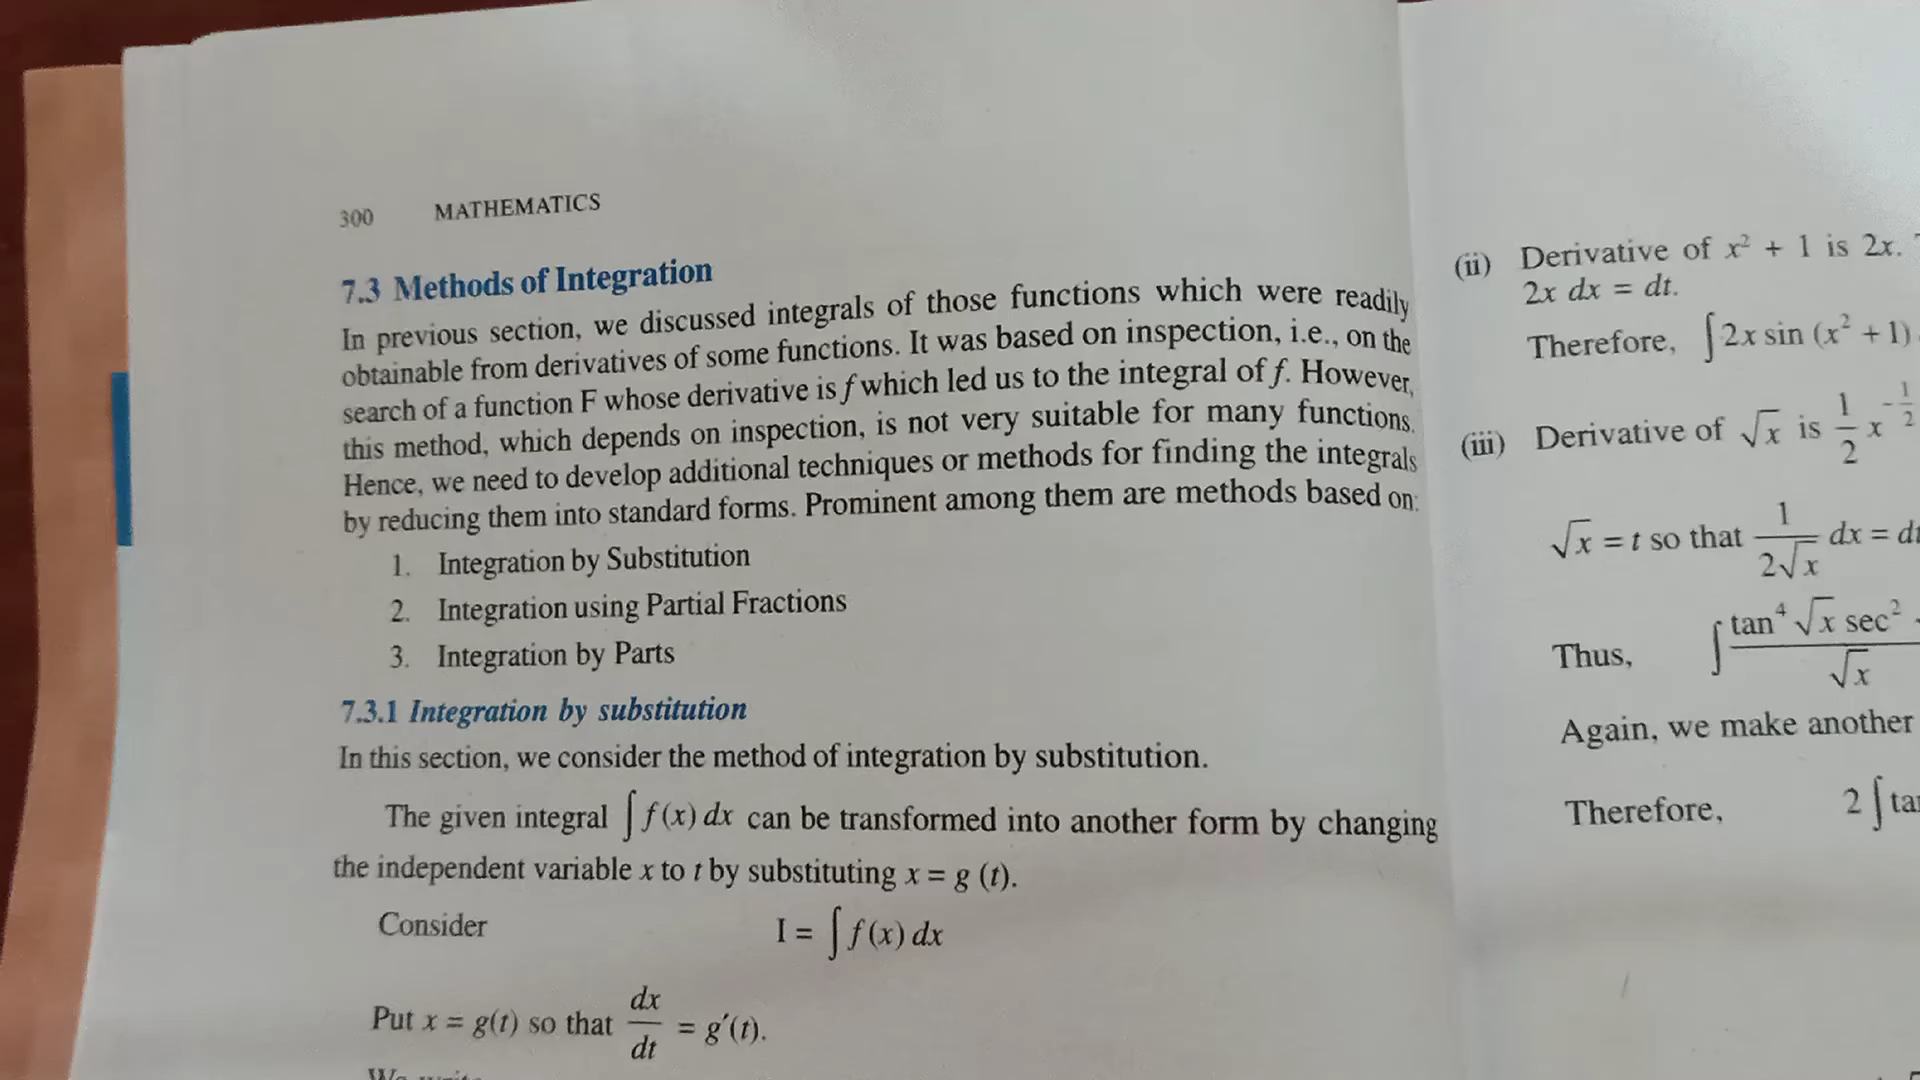 300 MATHEMATICS
7.3 Methods of Integration
In previous section, we discussed integrals of those functions which were readily
obtainable from derivatives of some functions. It was based on inspection, i.e., on the
search of a function F whose derivative is f which led us to the integral of f. However,
this method, which depends on inspection, is not very suitable for many functions.
Hence, we need to develop additional techniques or methods for finding the integrals
by reducing them into standard forms. Prominent among them are methods based on:
1. Integration by Substitution
2. Integration using Partial Fractions
3. Integration by Parts
7.3.1 Integration by substitution
In this section, we consider the method of integration by substitution.
The given integral ∫ f(x) dx can be transformed into another form by changing
the independent variable x to t by substituting x = g (t).
Consider I = ∫ f(x) dx
Put x = g(t) so that dx/dt = g′(t).
(ii) Derivative of x² + 1 is 2x.
2x dx = dt.
Therefore, ∫ 2x sin (x² + 1)
(iii) Derivative of √x is 1/2 x^(-1/2)
√x = t so that 1/(2√x) dx = dt
Thus, ∫ tan⁴ √x sec² / √x
Again, we make another
Therefore, 2 ∫